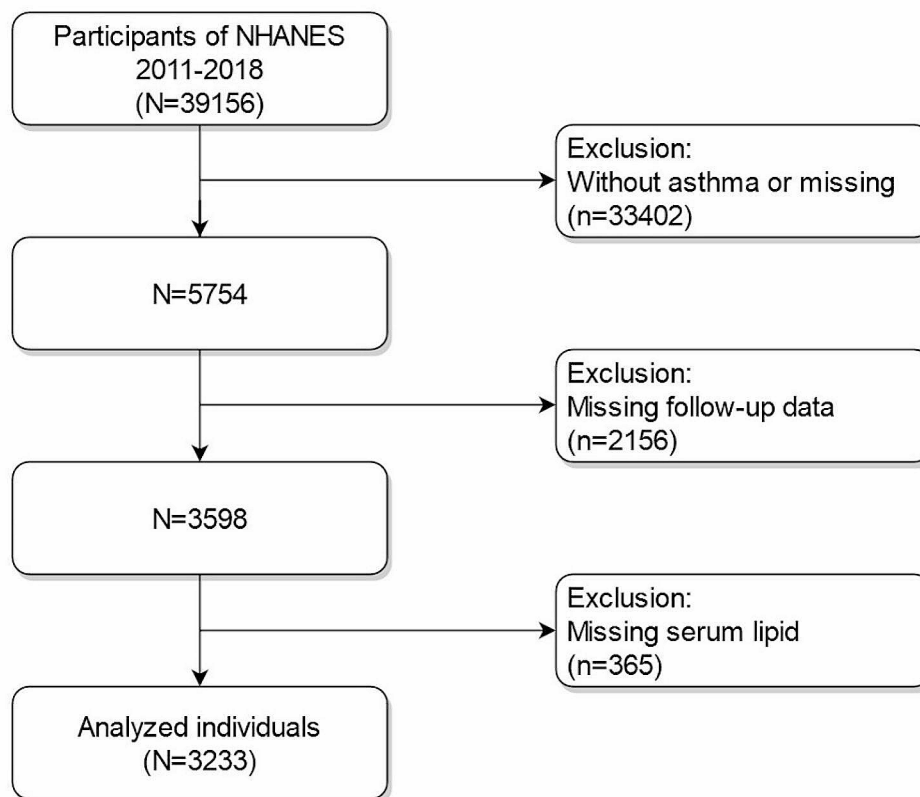 Participants of NHANES
2011-2018
(N=39156)
Exclusion:
Without asthma or missing
(n=33402)
N=5754
Exclusion:
Missing follow-up data
(n=2156)
N=3598
Exclusion:
Missing serum lipid
(n=365)
Analyzed individuals
(N=3233)